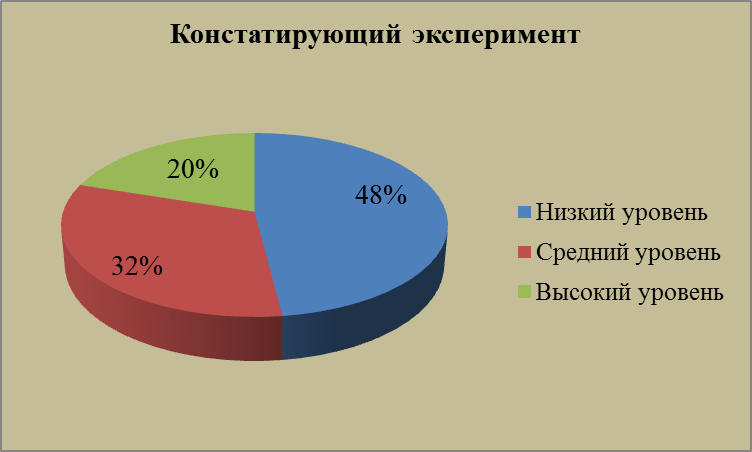 Констатирующий эксперимент
20%
48%
32%
Низкий уровень
Средний уровень
Высокий уровень